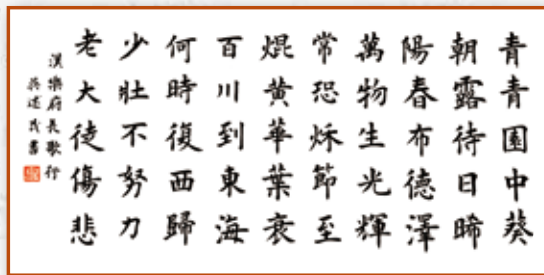 青青園中葵
朝露待日晞
陽春布德澤
萬物生光輝
常恐秌節至
焜黃華葉衰
百川到東海
何時復西歸
少壯不努力
老大徒傷悲
漢樂府長歌行